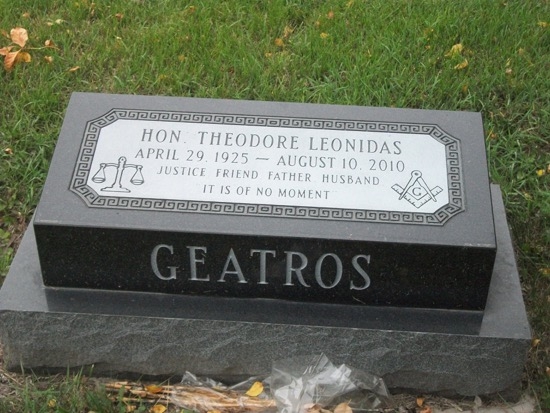 HON. THEODORE LEONIDAS
APRIL 29, 1925 — AUGUST 10, 2010
JUSTICE FRIEND FATHER HUSBAND
IT IS OF NO MOMENT
G
GEATROS